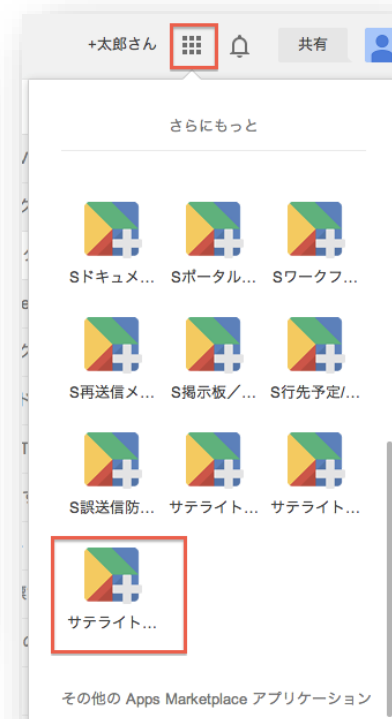 +太郎さん
共有
さらにもっと
Sドキュメ... Sポータル... Sワークフ...
S再送信メ... S掲示板／... S行先予定/...
S誤送信防... サテライト... サテライト...
サテライト...
その他の Apps Marketplace アプリケーション